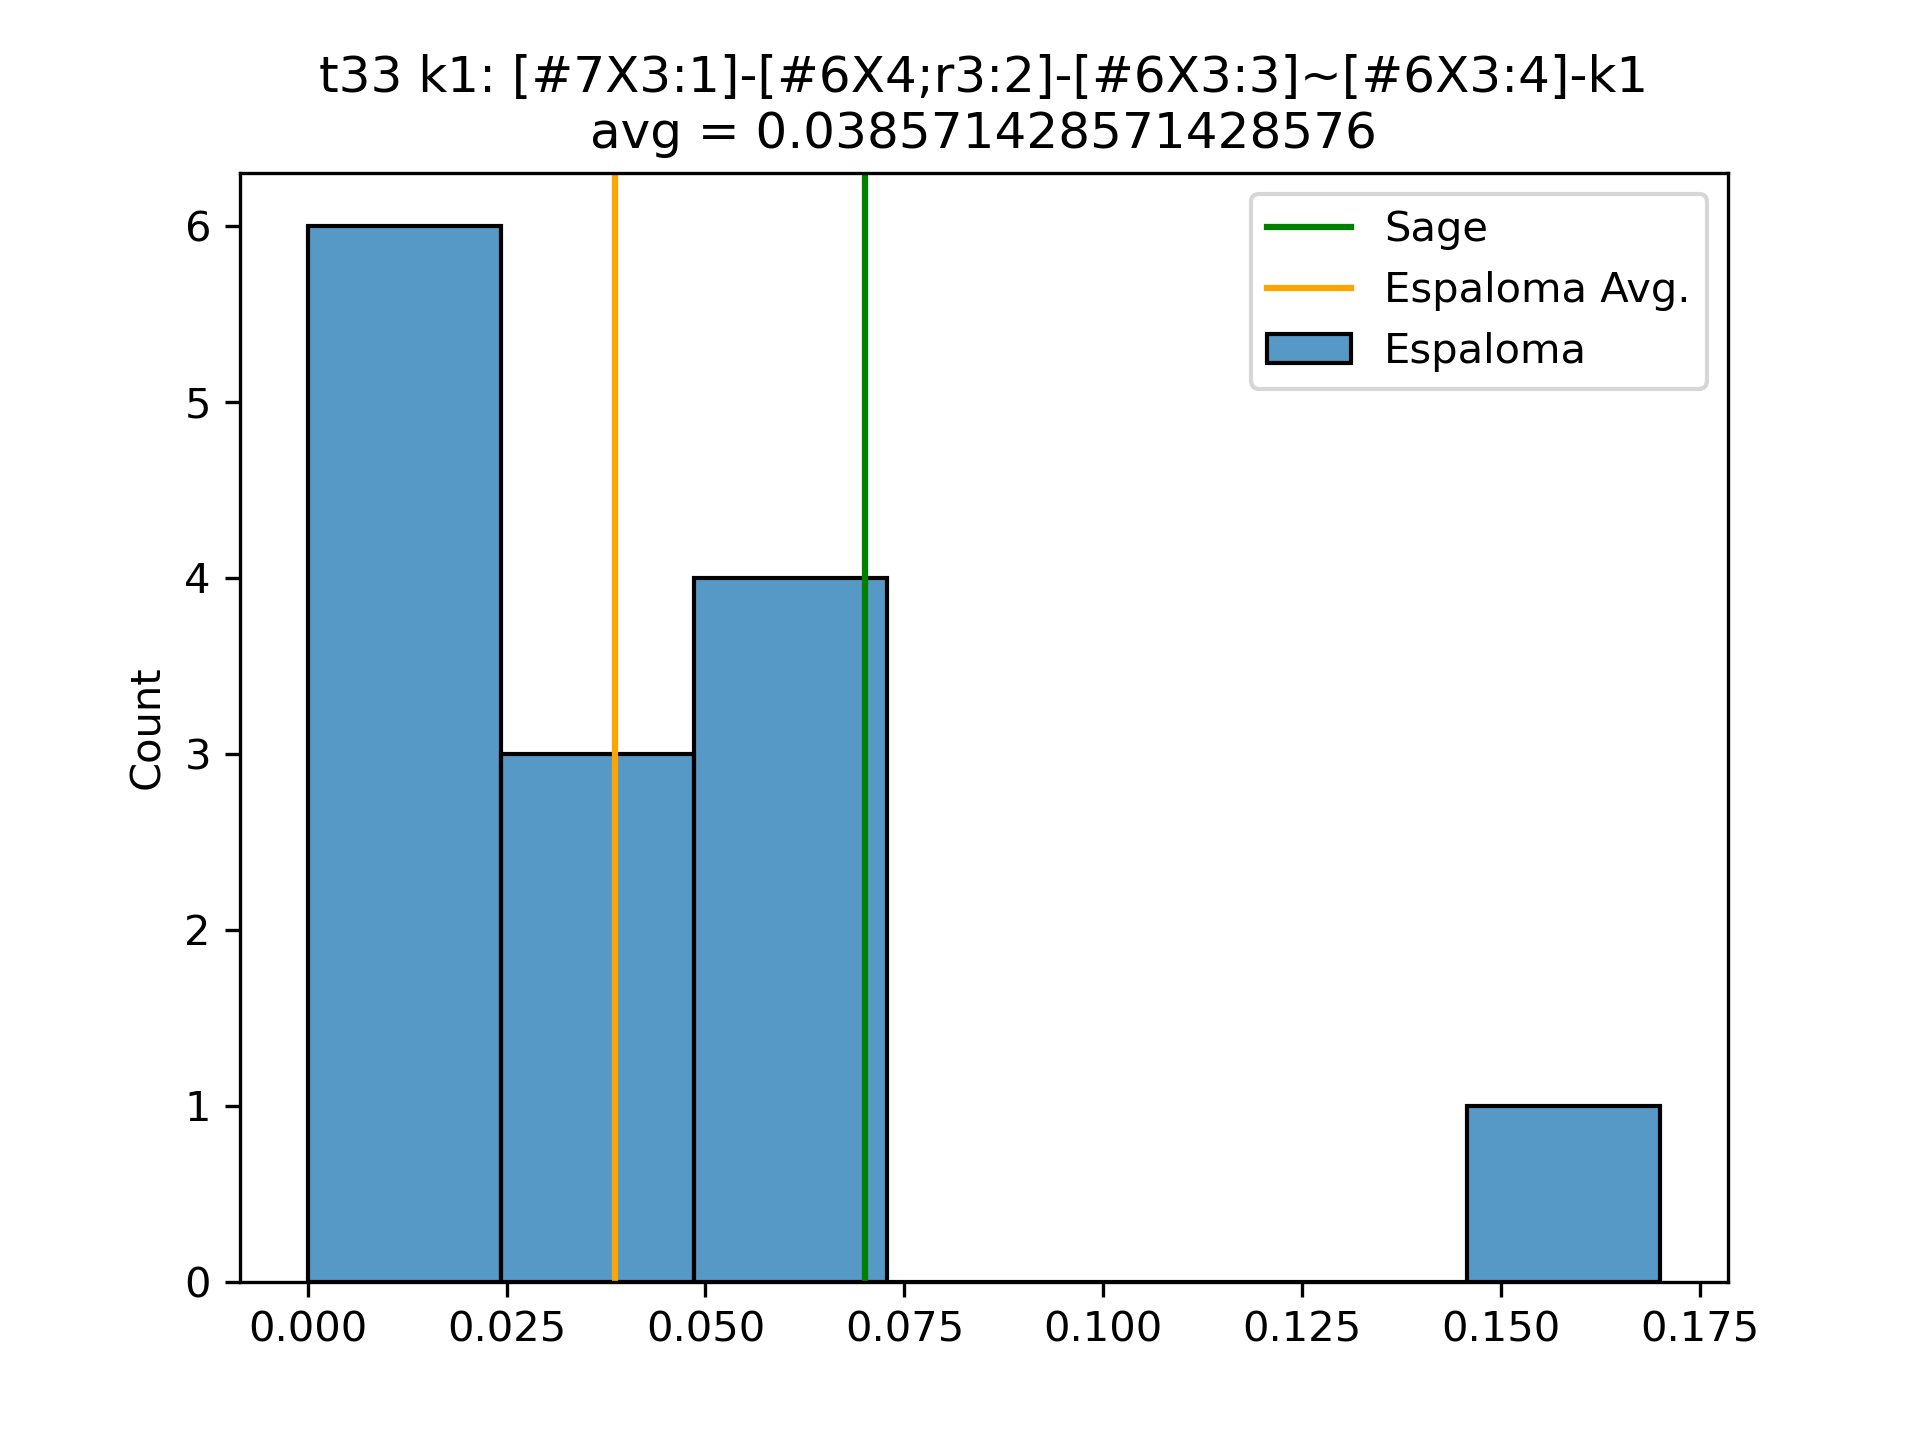 t33 k1: [#7X3:1]-[#6X4;r3:2]-[#6X3:3]~[#6X3:4]-k1
avg = 0.038571428571428576
Sage
Espaloma Avg.
Espaloma
6
5
4
3
2
1
0
Count
0.000 0.025 0.050 0.075 0.100 0.125 0.150 0.175